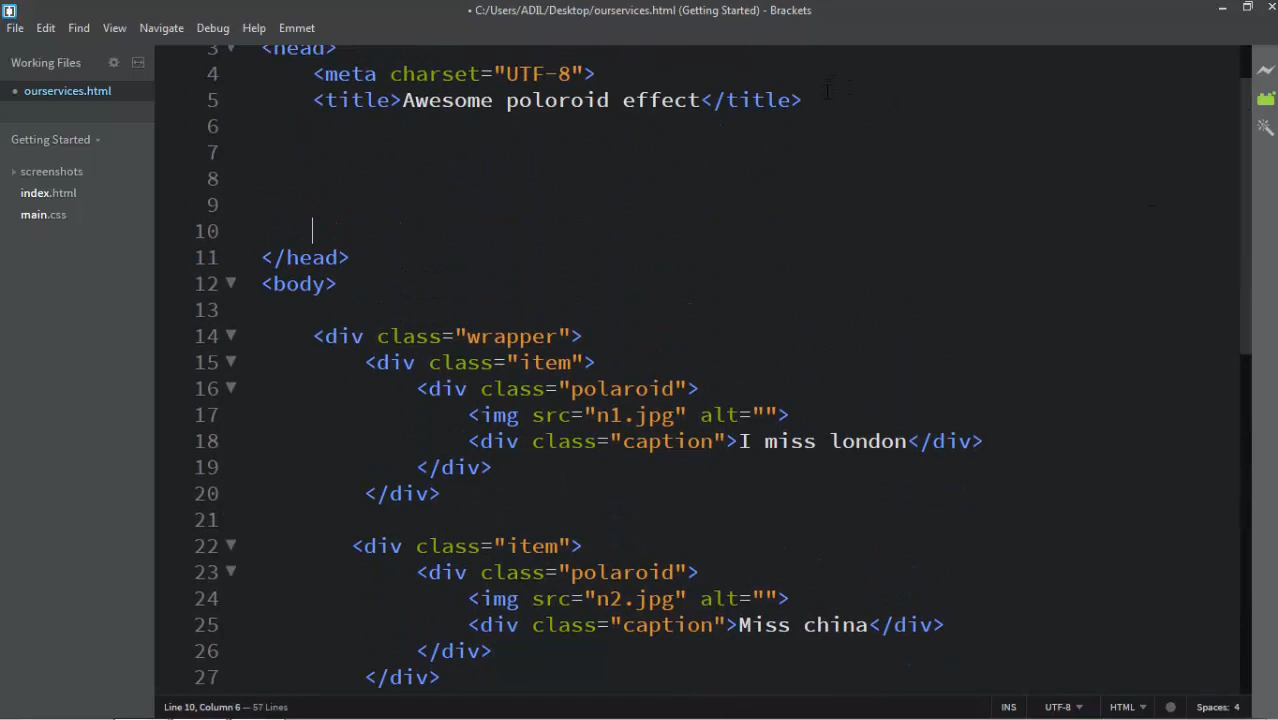 • C:/Users/ADIL/Desktop/ourservices.html (Getting Started) - Brackets
File Edit Find View Navigate Debug Help Emmet
Working Files
• ourservices.html
Getting Started
screenshots
index.html
main.css
3 <head>
4 <meta charset="UTF-8">
5 <title>Awesome poloroid effect</title>
6
7
8
9
10
11 </head>
12 <body>
13
14 <div class="wrapper">
15 <div class="item">
16 <div class="polaroid">
17 <img src="n1.jpg" alt="">
18 <div class="caption">I miss london</div>
19 </div>
20 </div>
21
22 <div class="item">
23 <div class="polaroid">
24 <img src="n2.jpg" alt="">
25 <div class="caption">Miss china</div>
26 </div>
27 </div>
Line 10, Column 6 — 57 Lines
INS UTF-8 HTML Spaces: 4